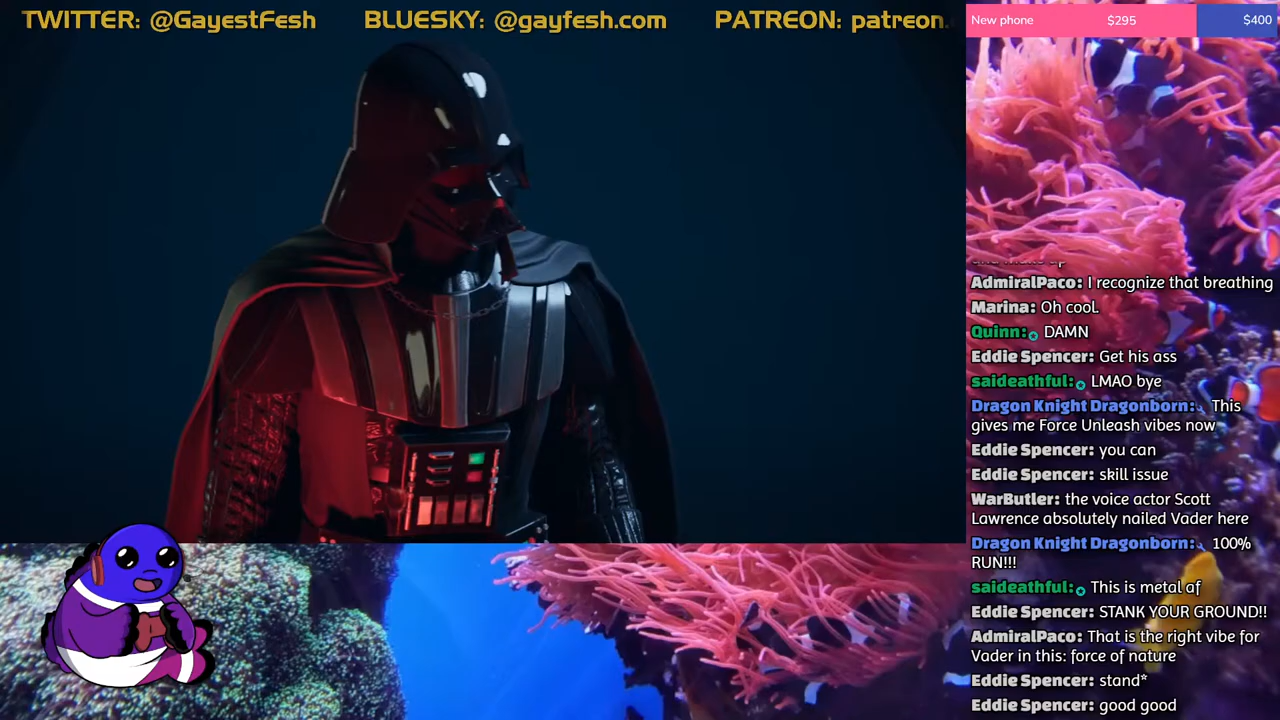 TWITTER: @GayestFesh BLUESKY: @gayfesh.com PATREON: patreon.
New phone $295 $400
AdmiralPaco: I recognize that breathing
Marina: Oh cool.
Quinn: DAMN
Eddie Spencer: Get his ass
saideathful: LMAO bye
Dragon Knight Dragonborn: This
gives me Force Unleash vibes now
Eddie Spencer: you can
Eddie Spencer: skill issue
WarButler: the voice actor Scott
Lawrence absolutely nailed Vader here
Dragon Knight Dragonborn: 100%
RUN!!!
saideathful: This is metal af
Eddie Spencer: STANK YOUR GROUND!!
AdmiralPaco: That is the right vibe for
Vader in this: force of nature
Eddie Spencer: stand*
Eddie Spencer: good good